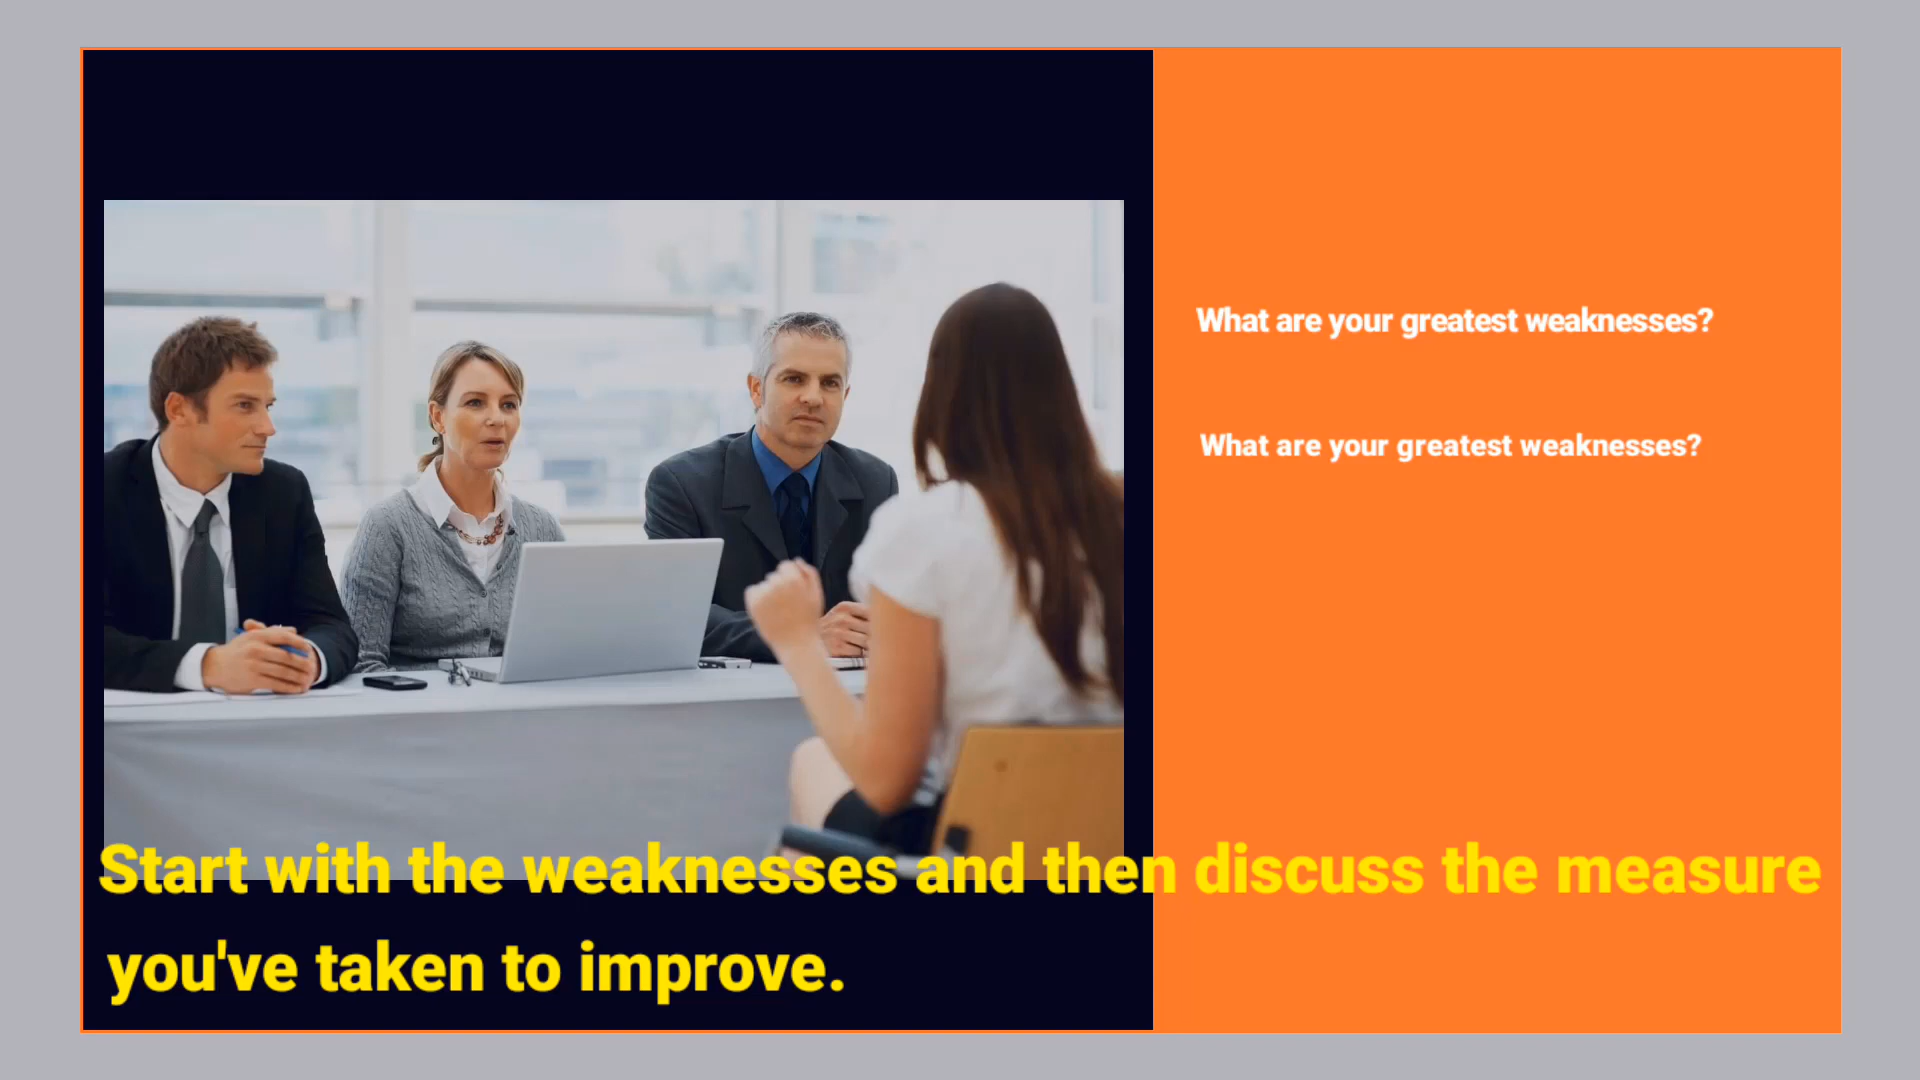 What are your greatest weaknesses?
What are your greatest weaknesses?
Start with the weaknesses and then discuss the measure
you've taken to improve.